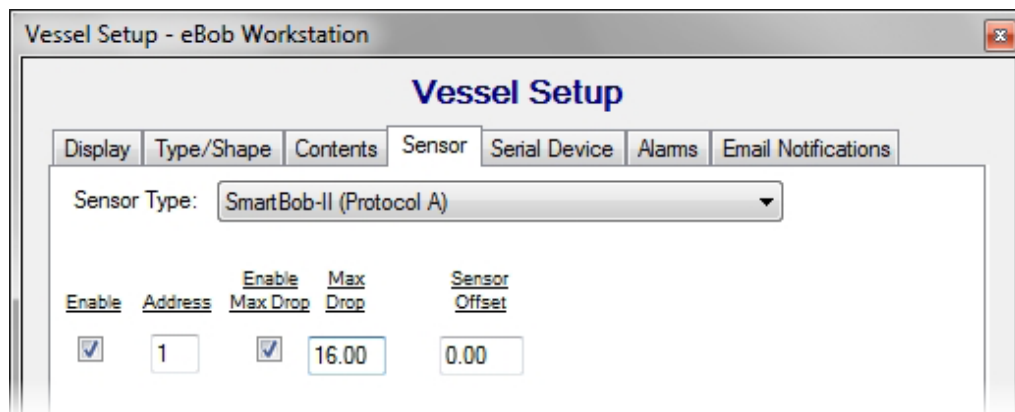 Vessel Setup - eBob Workstation
Vessel Setup
Display Type/Shape Contents Sensor Serial Device Alarms Email Notifications
Sensor Type: SmartBob-II (Protocol A)
Enable Max Sensor
Enable Address Max Drop Drop Offset
1 16.00 0.00